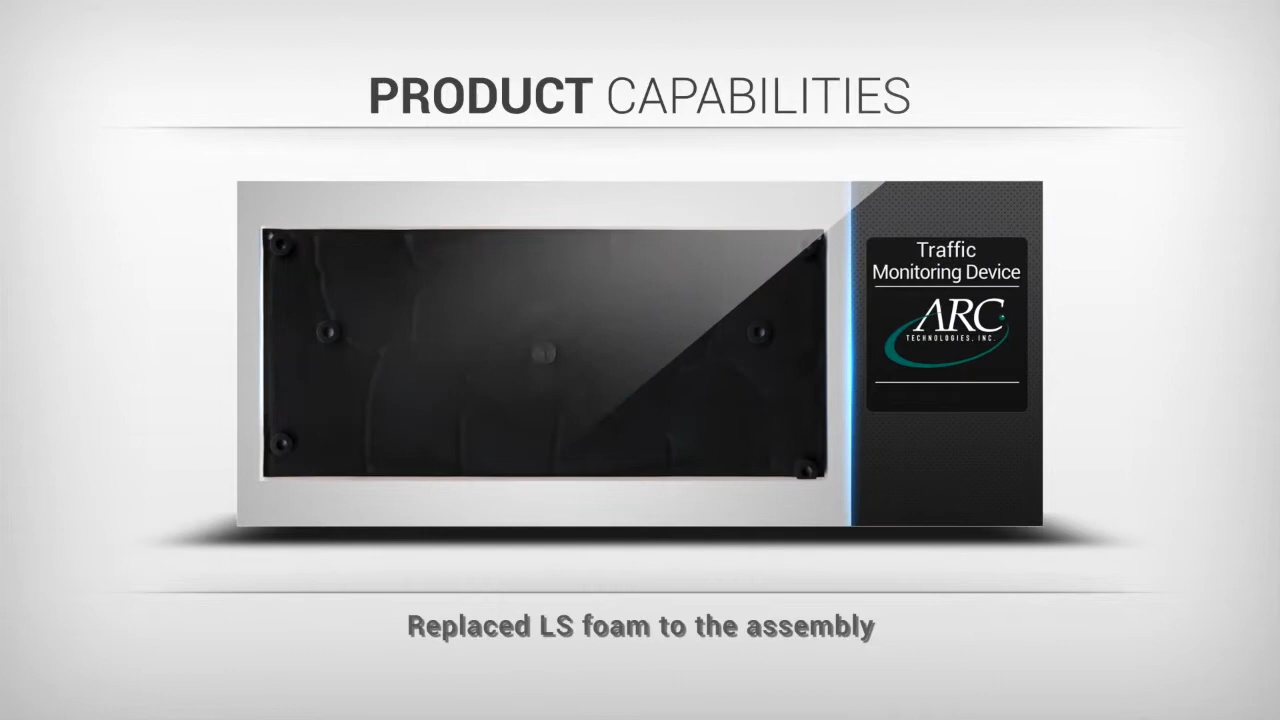 PRODUCT CAPABILITIES
Traffic
Monitoring Device
ARC
TECHNOLOGIES, INC.
Replaced LS foam to the assembly